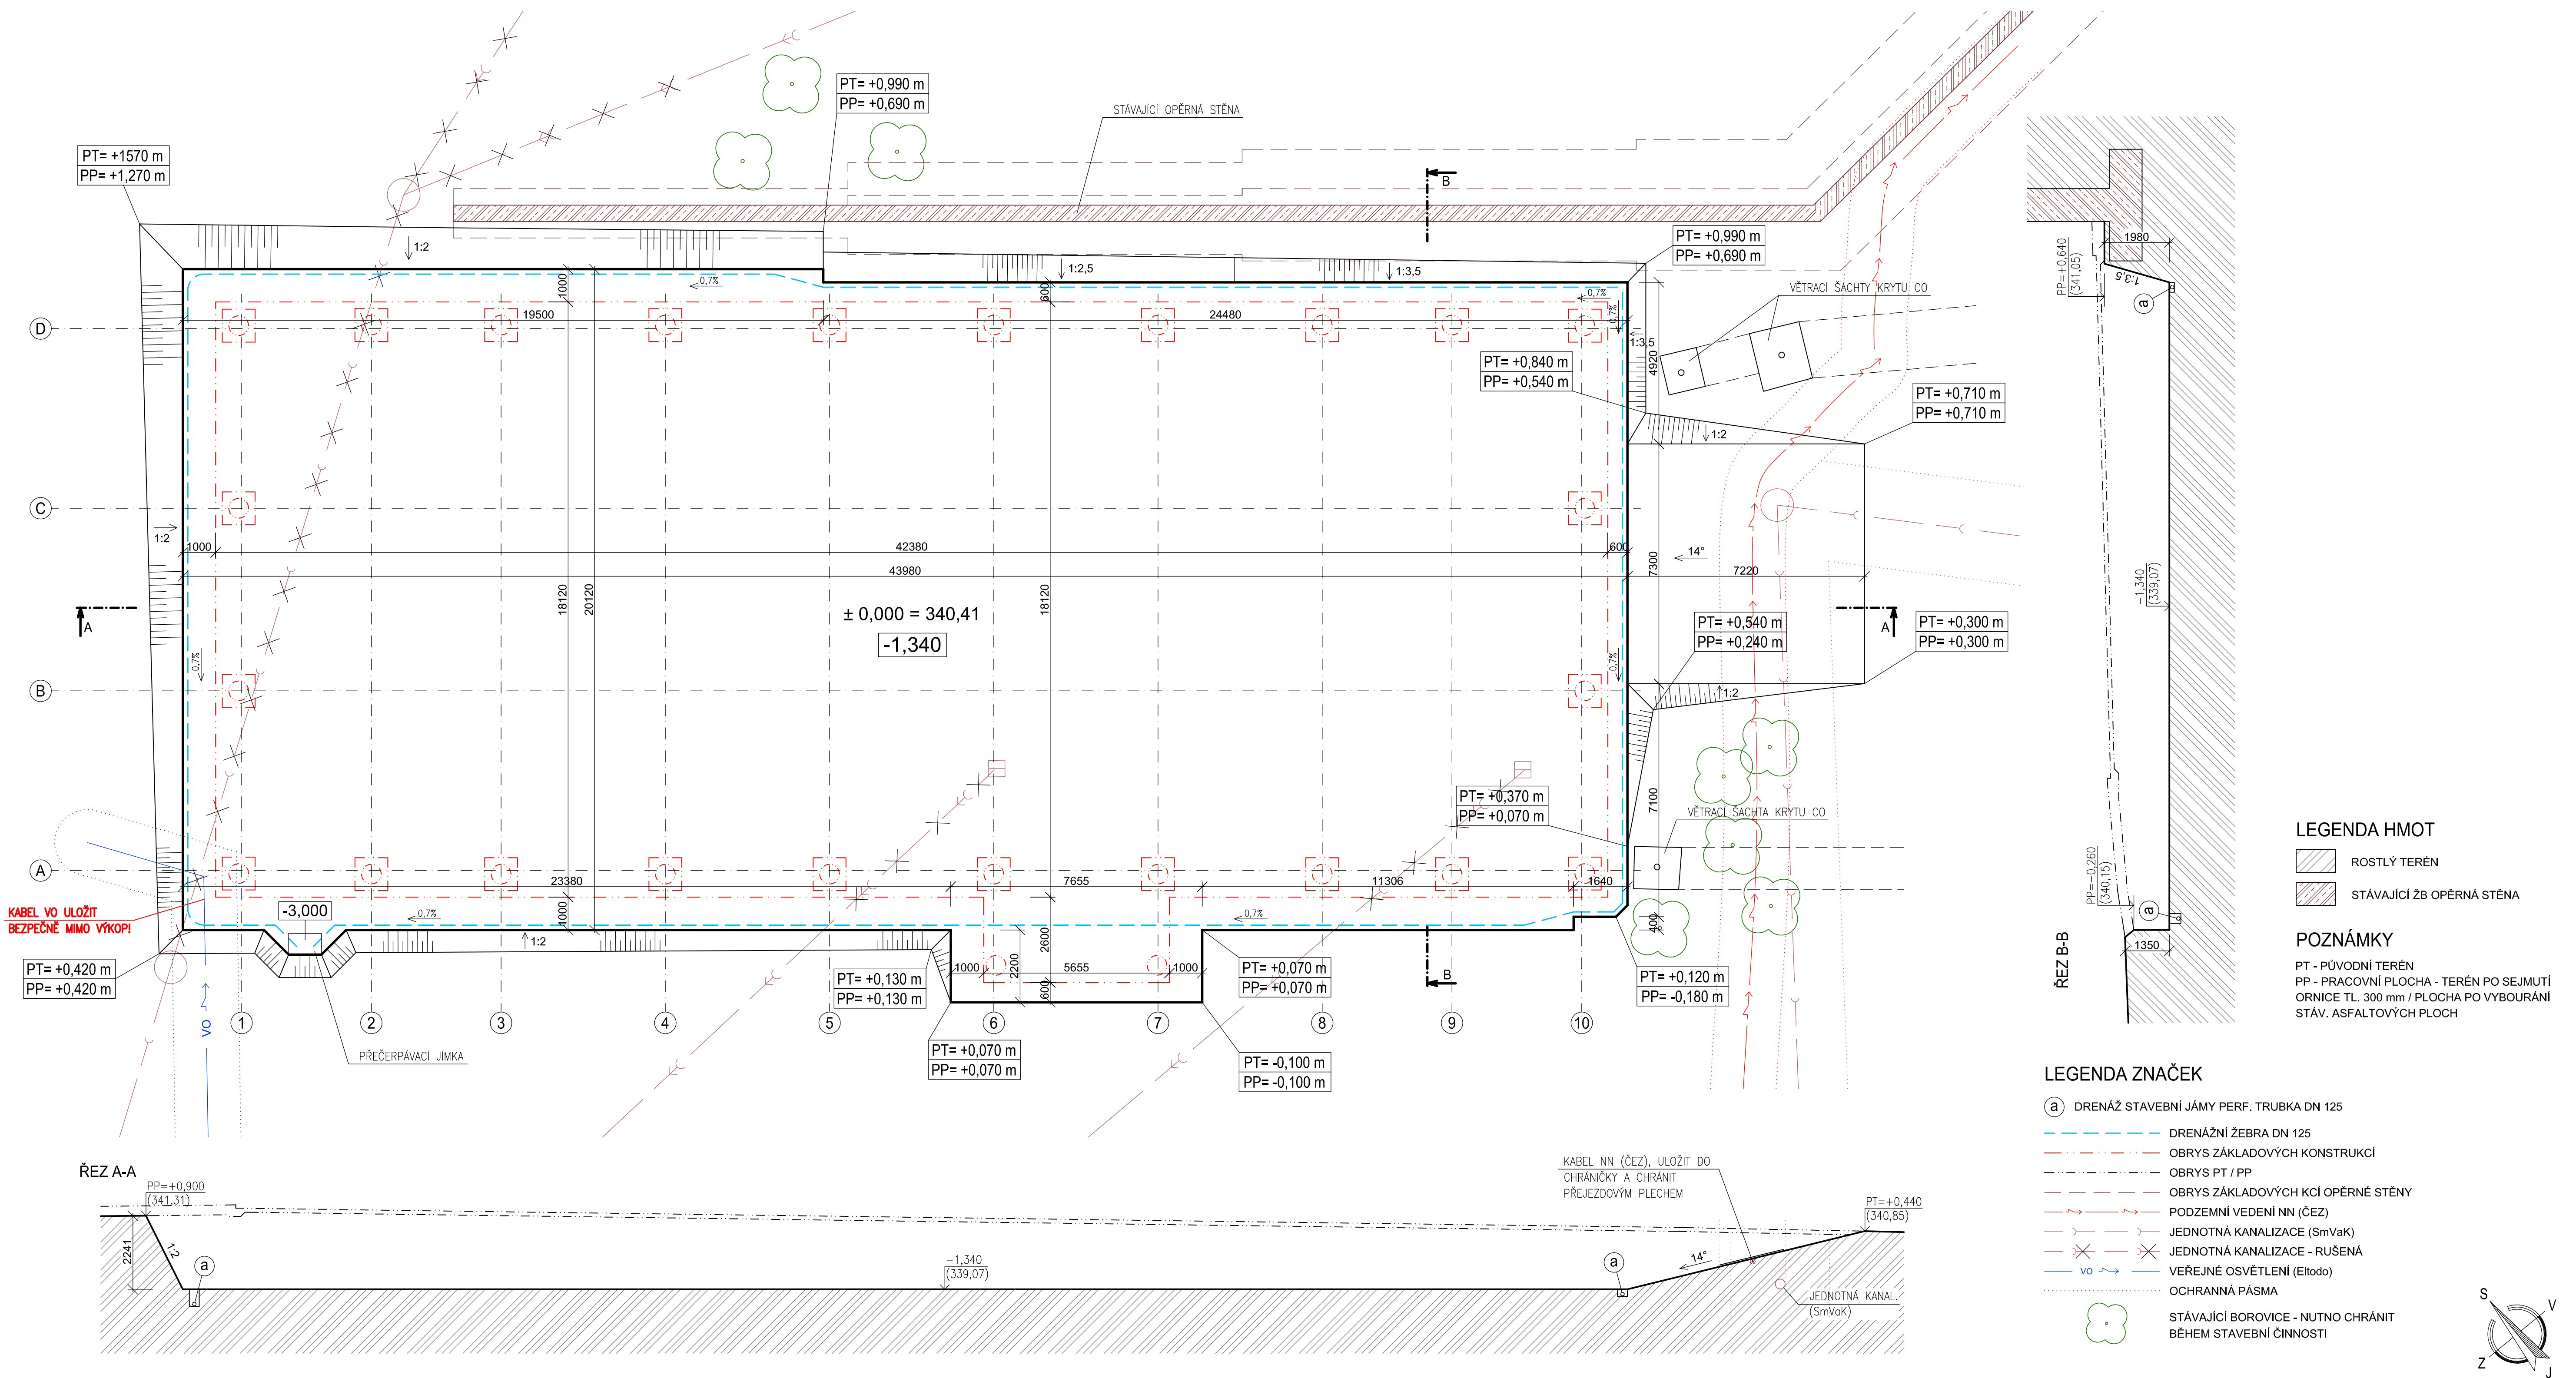 PT= +0,990 m
PP= +0,690 m
STÁVAJÍCÍ OPĚRNÁ STĚNA
PT= +1570 m
PP= +1,270 m
B
PT= +0,990 m
PP= +0,690 m
1:2
1:2,5
1:3,5
VĚTRACÍ ŠACHTY KRYTU CO
1000
0,7%
600
0,7%
0,7%
19500
24480
D
1:3,5
4920
PT= +0,840 m
PP= +0,540 m
PT= +0,710 m
PP= +0,710 m
1:2
C
1:2
1000
42380
600
14°
7300
43980
7220
18120
20120
18120
± 0,000 = 340,41
-1,340
A
A
PT= +0,540 m
PP= +0,240 m
PT= +0,300 m
PP= +0,300 m
0,7%
0,7%
B
1:2
PT= +0,370 m
PP= +0,070 m
7100
VĚTRACÍ ŠACHTA KRYTU CO
A
23380
7655
11306
1640
KABEL VO ULOŽIT
BEZPEČNĚ MIMO VÝKOP!
-3,000
0,7%
1000
0,7%
400
1:2
2600
2200
1000
5655
1000
600
PT= +0,420 m
PP= +0,420 m
PT= +0,130 m
PP= +0,130 m
PT= +0,070 m
PP= +0,070 m
B
PT= +0,120 m
PP= -0,180 m
VO
1
2
3
4
5
6
7
8
9
10
PŘEČERPÁVACÍ JÍMKA
PT= +0,070 m
PP= +0,070 m
PT= -0,100 m
PP= -0,100 m
1980
PP=+0,640
(341,05)
1:3,5
a
-1,340
(339,07)
PP=-0,260
(340,15)
a
1350
ŘEZ B-B
LEGENDA HMOT
ROSTLÝ TERÉN
STÁVAJÍCÍ ŽB OPĚRNÁ STĚNA
POZNÁMKY
PT - PŮVODNÍ TERÉN
PP - PRACOVNÍ PLOCHA - TERÉN PO SEJMUTÍ
ORNICE TL. 300 mm / PLOCHA PO VYBOURÁNÍ
STÁV. ASFALTOVÝCH PLOCH
LEGENDA ZNAČEK
a DRENÁŽ STAVEBNÍ JÁMY PERF. TRUBKA DN 125
DRENÁŽNÍ ŽEBRA DN 125
OBRYS ZÁKLADOVÝCH KONSTRUKCÍ
OBRYS PT / PP
OBRYS ZÁKLADOVÝCH KCÍ OPĚRNÉ STĚNY
PODZEMNÍ VEDENÍ NN (ČEZ)
JEDNOTNÁ KANALIZACE (SmVaK)
JEDNOTNÁ KANALIZACE - RUŠENÁ
VO VEŘEJNÉ OSVĚTLENÍ (Eltodo)
OCHRANNÁ PÁSMA
STÁVAJÍCÍ BOROVICE - NUTNO CHRÁNIT
BĚHEM STAVEBNÍ ČINNOSTI
S
V
Z
J
ŘEZ A-A
PP=+0,900
(341,31)
2241
1:2
a
-1,340
(339,07)
KABEL NN (ČEZ), ULOŽIT DO
CHRÁNIČKY A CHRÁNIT
PŘEJEZDOVÝM PLECHEM
PT=+0,440
(340,85)
14°
a
JEDNOTNÁ KANAL.
(SmVaK)
1000